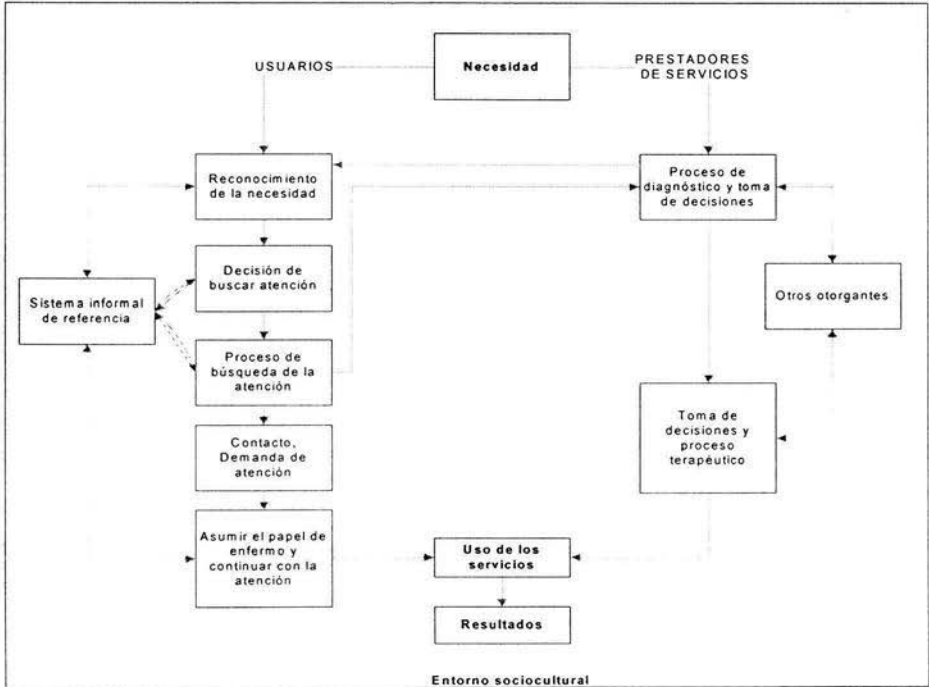 Necesidad
USUARIOS
PRESTADORES
DE SERVICIOS
Reconocimiento
de la necesidad
Proceso de
diagnóstico y toma
de decisiones
Decisión de
buscar atención
Sistema informal
de referencia
Otros otorgantes
Proceso de
búsqueda de la
atención
Toma de
decisiones y
proceso
terapéutico
Contacto,
Demanda de
atención
Asumir el papel de
enfermo y
continuar con la
atención
Uso de los
servicios
Resultados
Entorno sociocultural